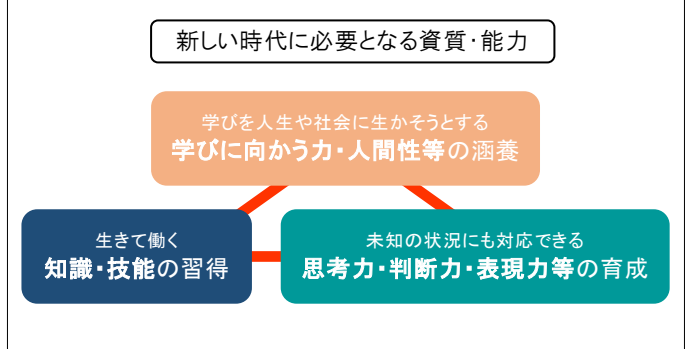 新しい時代に必要となる資質・能力
学びを人生や社会に生かそうとする
学びに向かう力・人間性等の涵養
生きて働く
知識・技能の習得
未知の状況にも対応できる
思考力・判断力・表現力等の育成